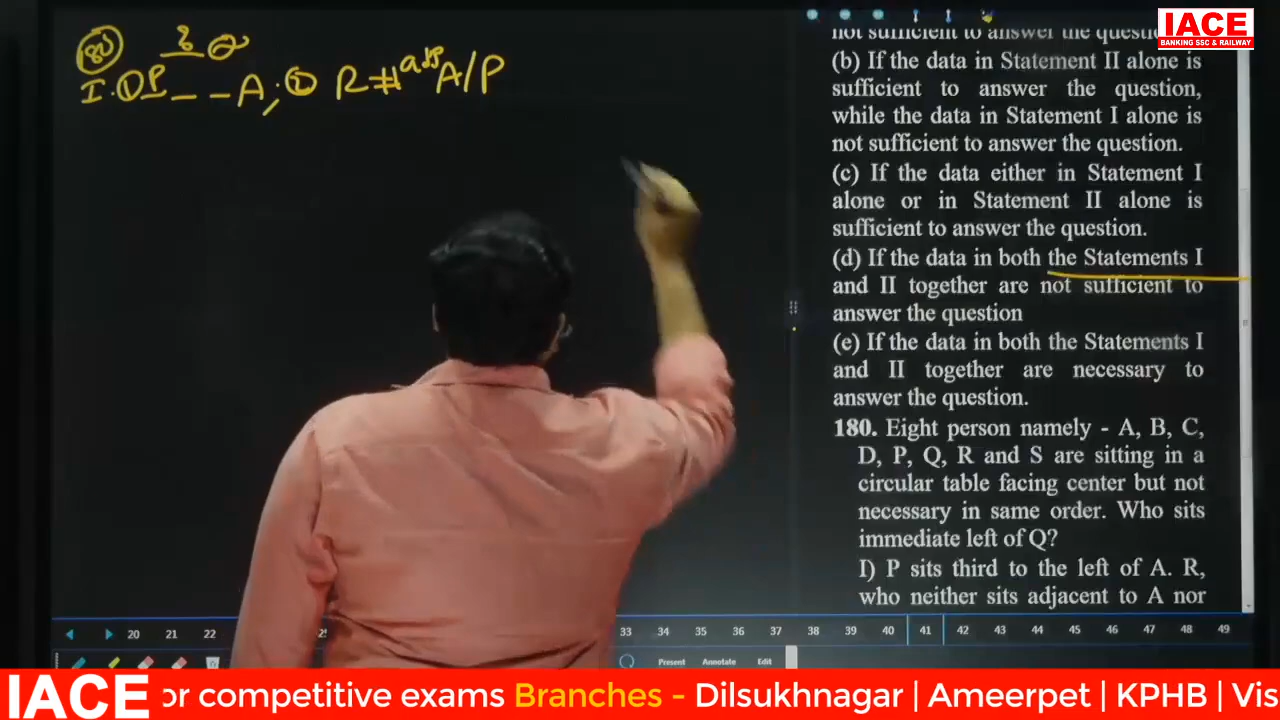 IACE
BANKING SSC & RAILWAY
180
I. ① P _ _ A ; ② R ≠ A/P
not sufficient to answer the question
(b) If the data in Statement II alone is
sufficient to answer the question,
while the data in Statement I alone is
not sufficient to answer the question.
(c) If the data either in Statement I
alone or in Statement II alone is
sufficient to answer the question.
(d) If the data in both the Statements I
and II together are not sufficient to
answer the question
(e) If the data in both the Statements I
and II together are necessary to
answer the question.
180. Eight person namely - A, B, C,
D, P, Q, R and S are sitting in a
circular table facing center but not
necessary in same order. Who sits
immediate left of Q?
I) P sits third to the left of A. R,
who neither sits adjacent to A nor
20 21 22 33 34 35 36 37 38 39 40 41 42 43 44 45 46 47 48 49
Present Annotate Edit
IACE or competitive exams Branches - Dilsukhnagar | Ameerpet | KPHB | Vis